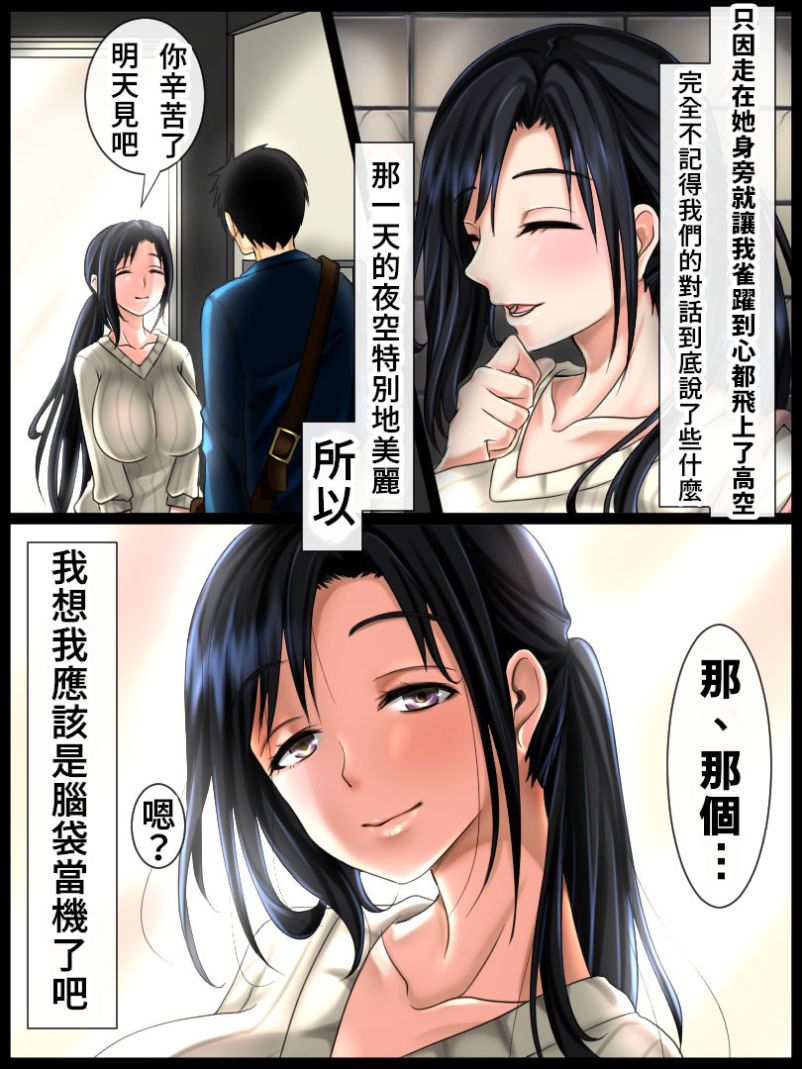 只因走在她身旁就讓我雀躍到心都飛上了高空
完全不記得我們的對話到底說了些什麼
那一天的夜空特別地美麗
你辛苦了
明天見吧
所以
那、那個…
嗯？
我想我應該是腦袋當機了吧